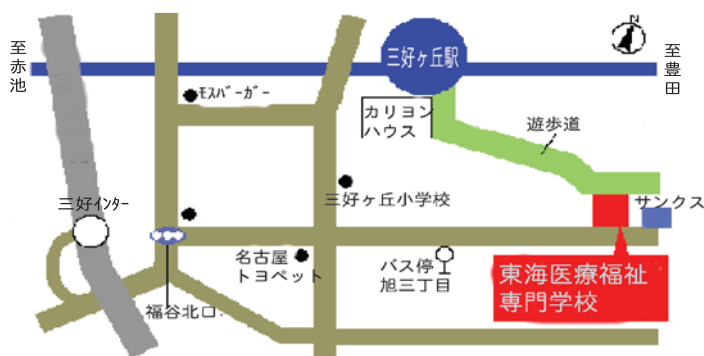 N
至赤池
三好ヶ丘駅
至豊田
ﾓｽﾊﾞｰｶﾞｰ
カリヨン
ハウス
遊歩道
三好ヶ丘小学校
サンクス
三好ｲﾝﾀｰ
名古屋
トヨペット
バス停
旭三丁目
東海医療福祉
専門学校
福谷北口